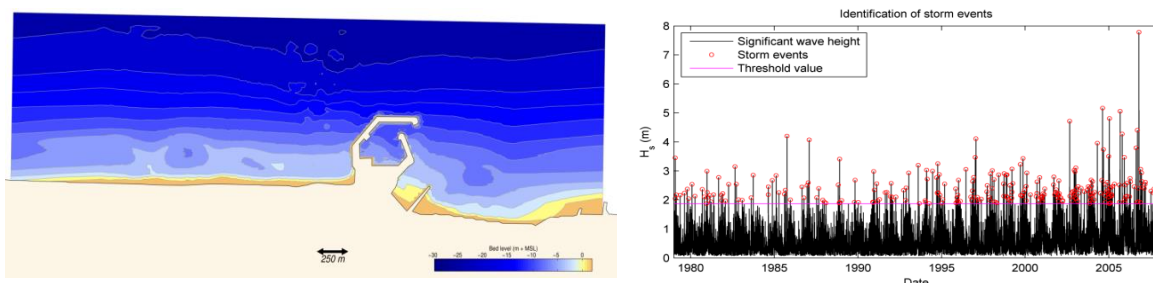 250 m
Bed level (m + MSL)
−30 −25 −20 −15 −10 −5 0
Identification of storm events
Significant wave height
Storm events
Threshold value
H_s (m)
8
7
6
5
4
3
2
1
0
1980 1985 1990 1995 2000 2005
Date